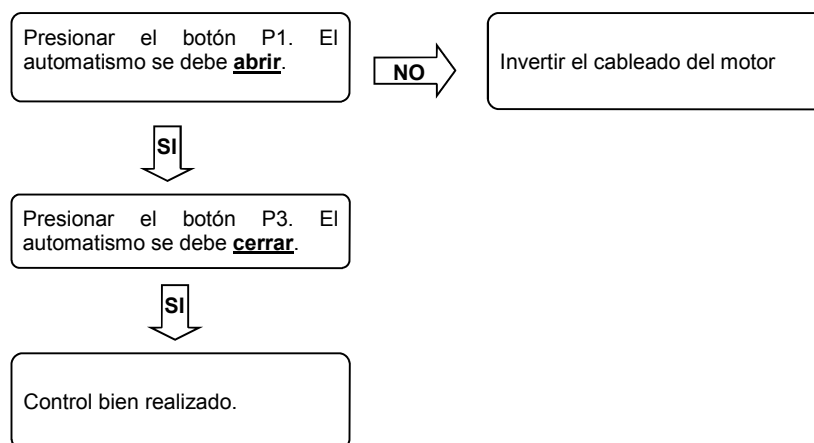 Presionar el botón P1. El
automatismo se debe abrir.
NO
Invertir el cableado del motor
SI
Presionar el botón P3. El
automatismo se debe cerrar.
SI
Control bien realizado.